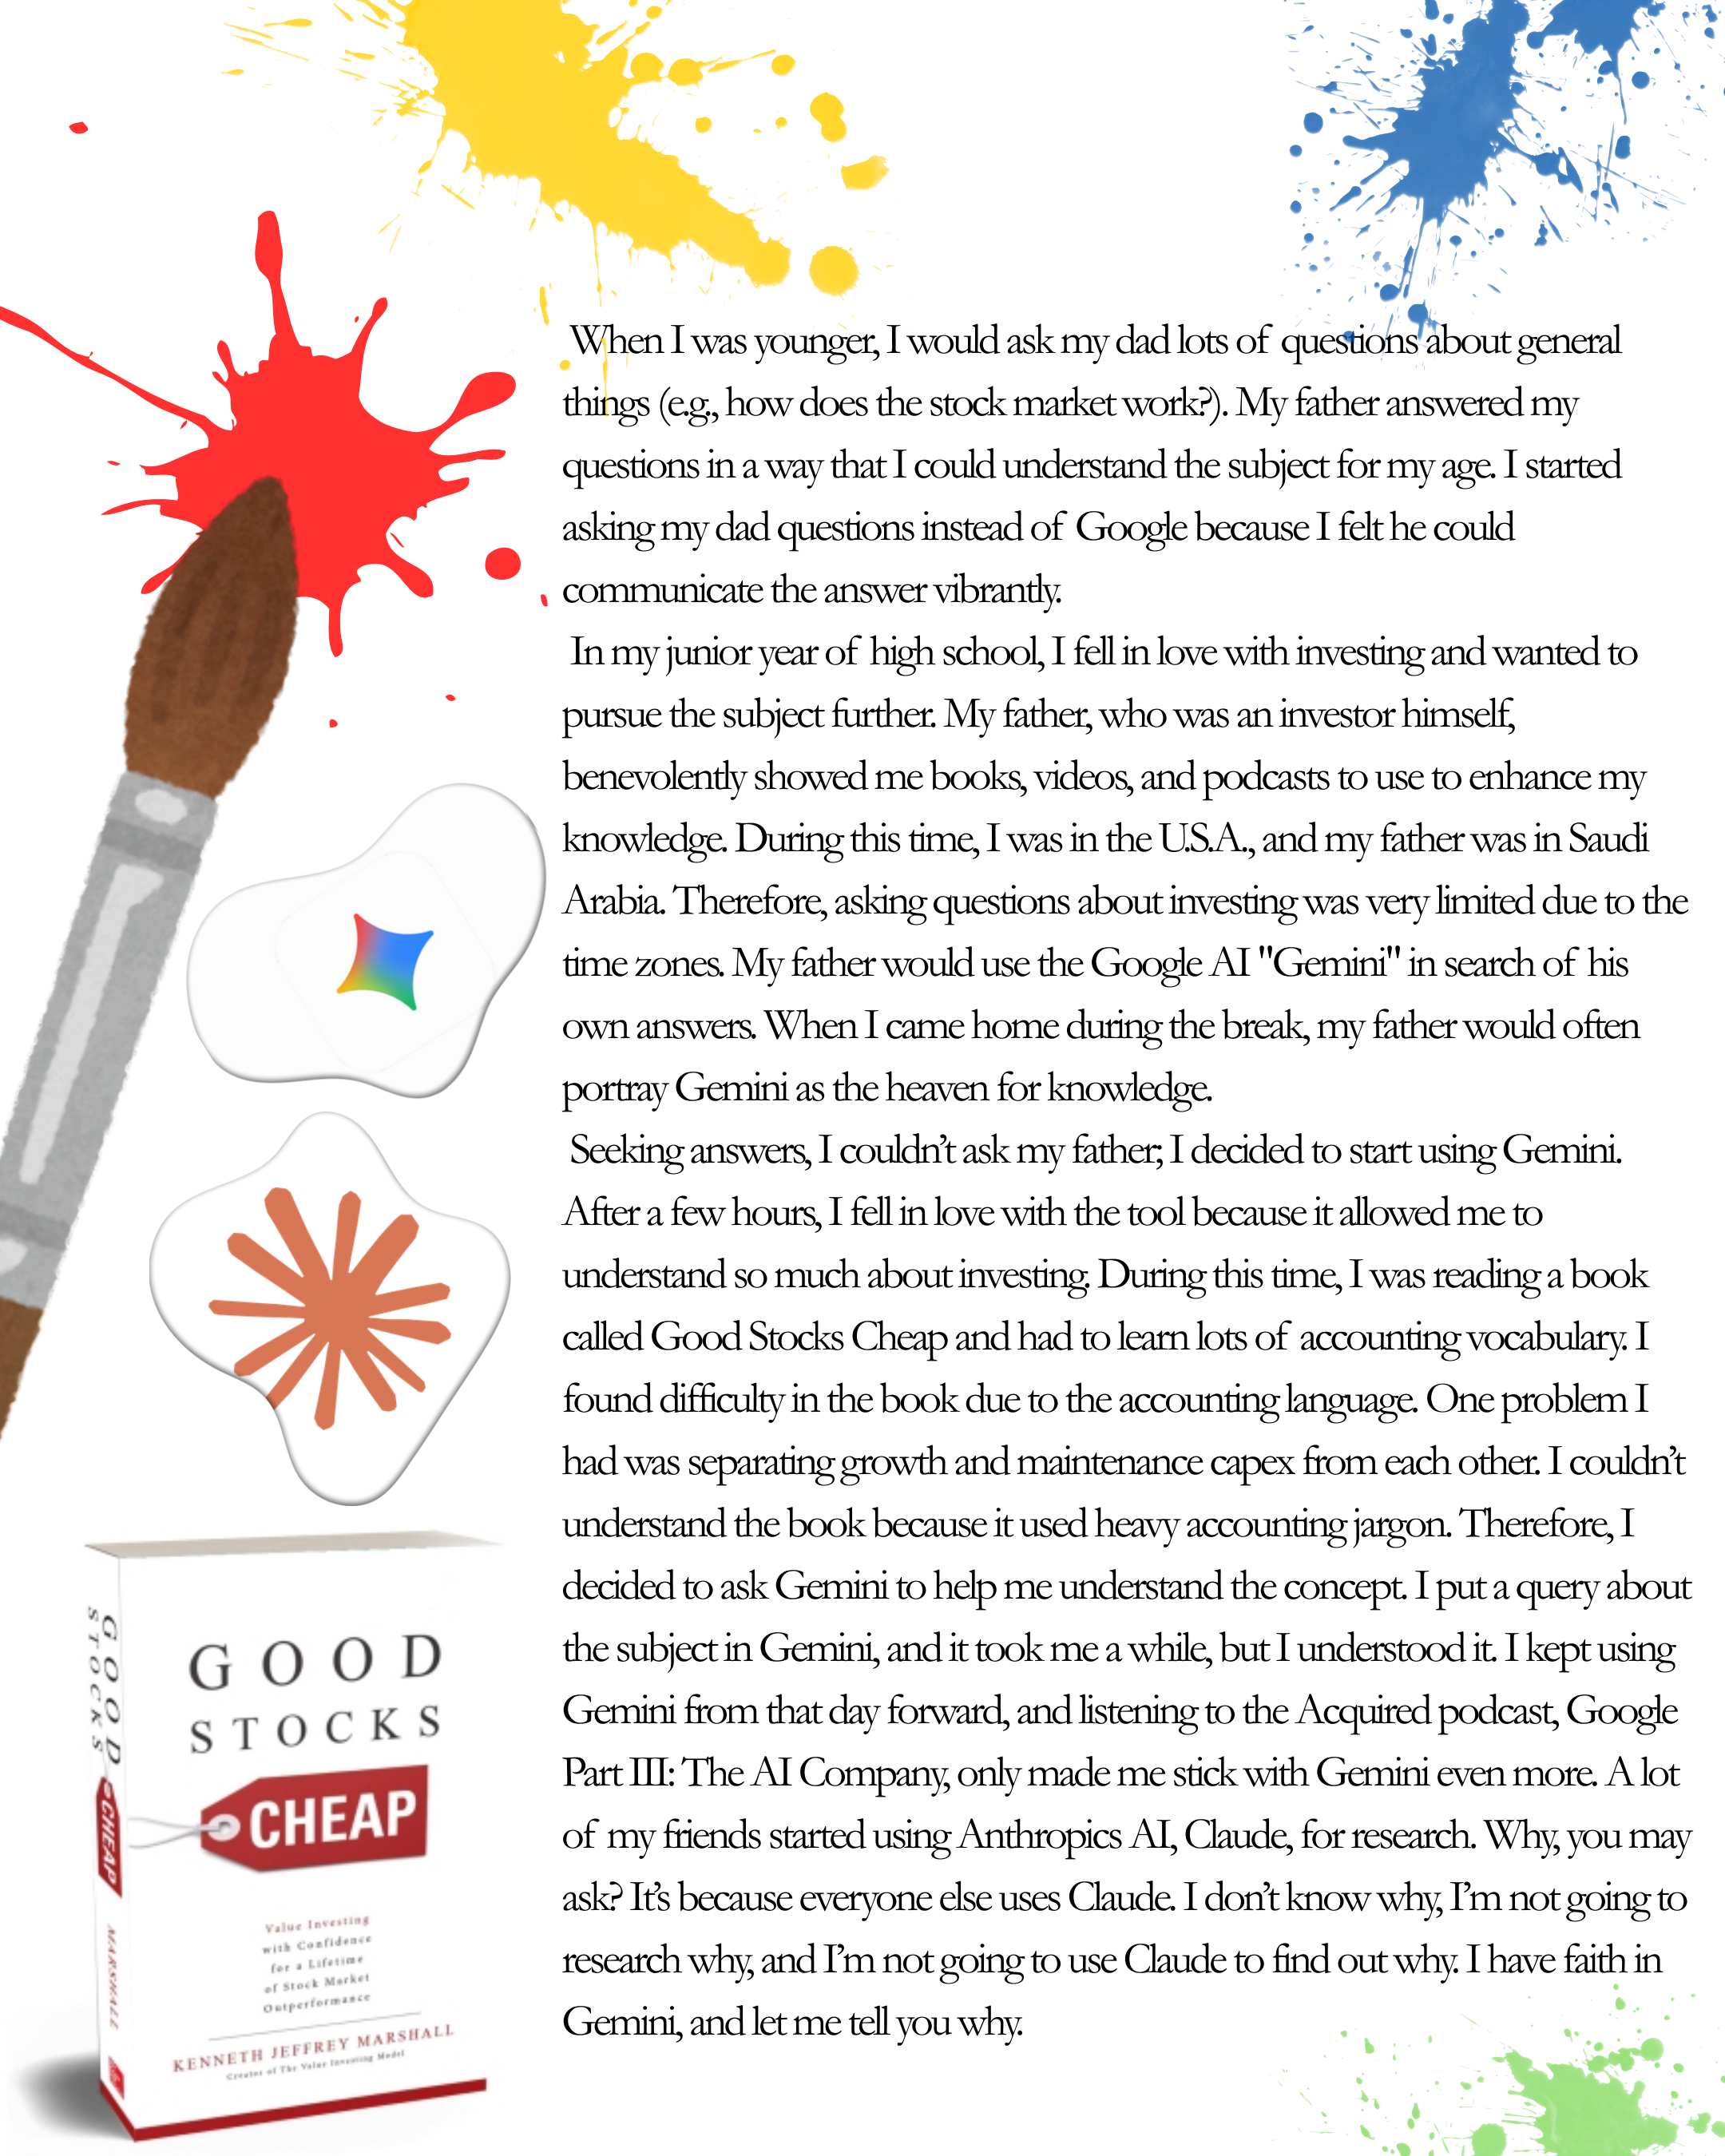 When I was younger, I would ask my dad lots of questions about general
things (e.g., how does the stock market work?). My father answered my
questions in a way that I could understand the subject for my age. I started
asking my dad questions instead of Google because I felt he could
communicate the answer vibrantly.
In my junior year of high school, I fell in love with investing and wanted to
pursue the subject further. My father, who was an investor himself,
benevolently showed me books, videos, and podcasts to use to enhance my
knowledge. During this time, I was in the U.S.A., and my father was in Saudi
Arabia. Therefore, asking questions about investing was very limited due to the
time zones. My father would use the Google AI "Gemini" in search of his
own answers. When I came home during the break, my father would often
portray Gemini as the heaven for knowledge.
Seeking answers, I couldn’t ask my father; I decided to start using Gemini.
After a few hours, I fell in love with the tool because it allowed me to
understand so much about investing. During this time, I was reading a book
called Good Stocks Cheap and had to learn lots of accounting vocabulary. I
found difficulty in the book due to the accounting language. One problem I
had was separating growth and maintenance capex from each other. I couldn’t
understand the book because it used heavy accounting jargon. Therefore, I
decided to ask Gemini to help me understand the concept. I put a query about
the subject in Gemini, and it took me a while, but I understood it. I kept using
Gemini from that day forward, and listening to the Acquired podcast, Google
Part III: The AI Company, only made me stick with Gemini even more. A lot
of my friends started using Anthropics AI, Claude, for research. Why, you may
ask? It’s because everyone else uses Claude. I don’t know why, I’m not going to
research why, and I’m not going to use Claude to find out why. I have faith in
Gemini, and let me tell you why.
GOOD
STOCKS
CHEAP
MARSHALL
GOOD
STOCKS
CHEAP
Value Investing
with Confidence
for a Lifetime
of Stock Market
Outperformance
KENNETH JEFFREY MARSHALL
Creator of The Value Investing Model